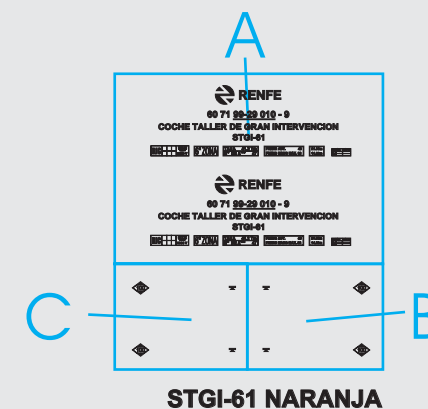 A
RENFE
60 71 99-29 010 - 9
COCHE TALLER DE GRAN INTERVENCION
STGI-61
RENFE
60 71 99-29 010 - 9
COCHE TALLER DE GRAN INTERVENCION
STGI-61
C
B
STGI-61 NARANJA